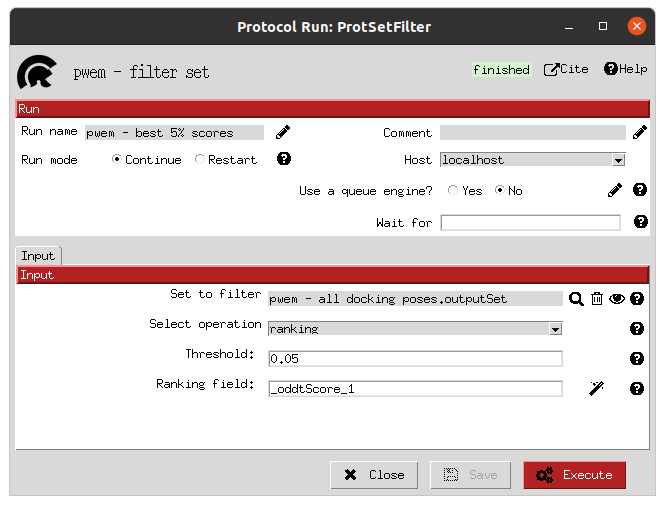 Protocol Run: ProtSetFilter
pwem - filter set
finished
Cite
Help
Run
Run name pwem - best 5% scores
Comment
Run mode Continue Restart
Host localhost
Use a queue engine? Yes No
Wait for
Input
Input
Set to filter pwem - all docking poses.outputSet
Select operation ranking
Threshold: 0.05
Ranking field: _oddtScore_1
Close
Save
Execute